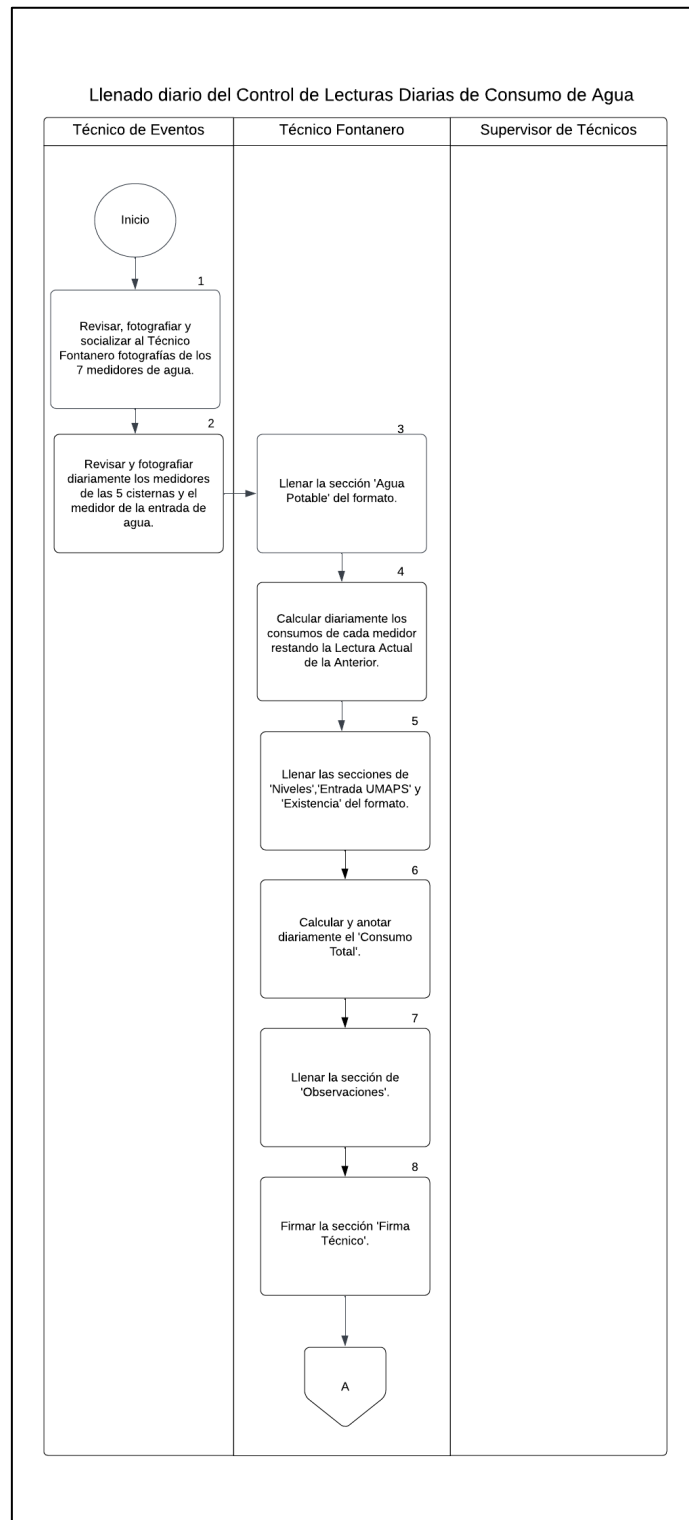 Llenado diario del Control de Lecturas Diarias de Consumo de Agua
Técnico de Eventos
Técnico Fontanero
Supervisor de Técnicos
Inicio
1
Revisar, fotografiar y
socializar al Técnico
Fontanero fotografías de los
7 medidores de agua.
2
Revisar y fotografiar
diariamente los medidores
de las 5 cisternas y el
medidor de la entrada de
agua.
3
Llenar la sección 'Agua
Potable' del formato.
4
Calcular diariamente los
consumos de cada medidor
restando la Lectura Actual
de la Anterior.
5
Llenar las secciones de
'Niveles','Entrada UMAPS' y
'Existencia' del formato.
6
Calcular y anotar
diariamente el 'Consumo
Total'.
7
Llenar la sección de
'Observaciones'.
8
Firmar la sección 'Firma
Técnico'.
A